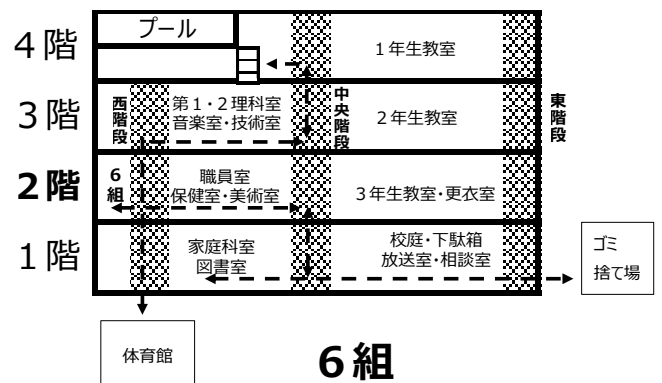 4階
プール
1年生教室
3階
西階段
第1・2理科室
音楽室・技術室
中央階段
2年生教室
東階段
2階
6組
職員室
保健室・美術室
3年生教室・更衣室
1階
家庭科室
図書室
校庭・下駄箱
放送室・相談室
ゴミ
捨て場
体育館
6組